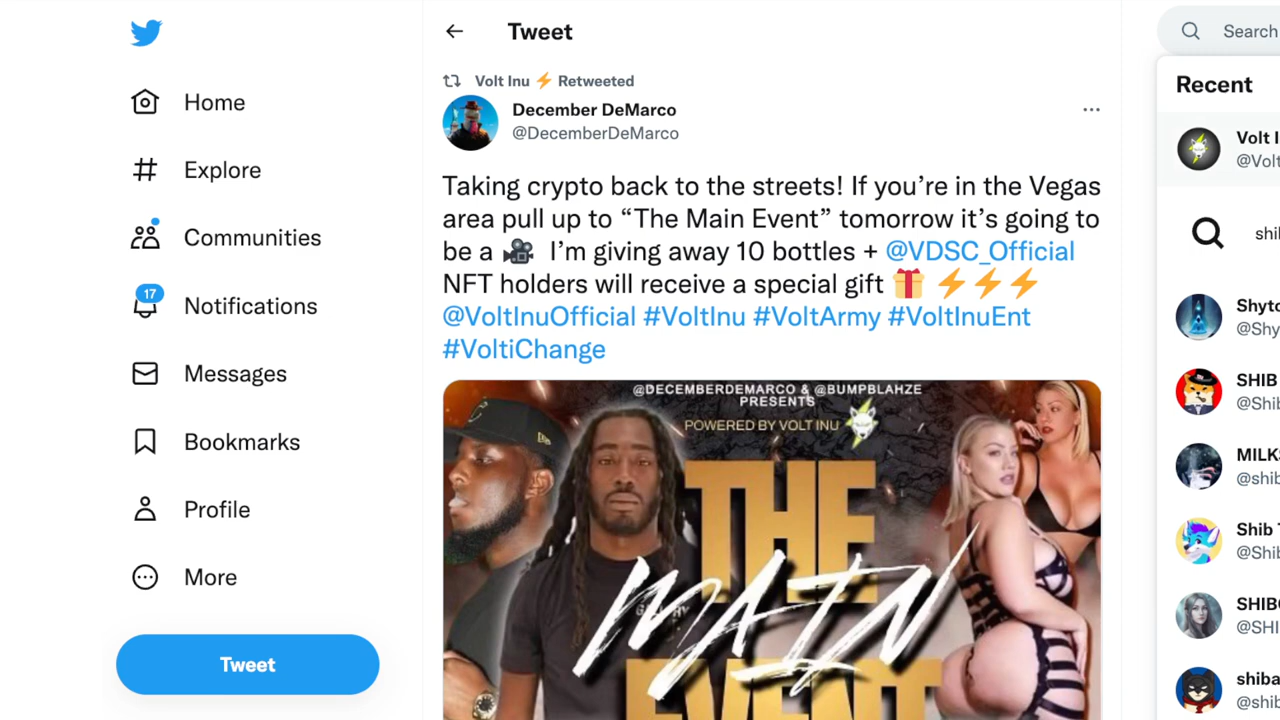 Tweet
Search
Volt Inu ⚡ Retweeted
Recent
Home
December DeMarco
@DecemberDeMarco
Volt I
@Volt
Explore
Taking crypto back to the streets! If you're in the Vegas
area pull up to “The Main Event” tomorrow it's going to
be a 🎥 I'm giving away 10 bottles + @VDSC_Official
NFT holders will receive a special gift 🎁 ⚡⚡⚡
@VoltInuOfficial #VoltInu #VoltArmy #VoltInuEnt
#VoltiChange
Communities
shil
17
Notifications
Shyto
@Shy
Messages
SHIB
@Shib
@DECEMBERDEMARCO & @BUMPBLAHZE
PRESENTS
POWERED BY VOLT INU
Bookmarks
MILKS
@shib
THE
MAIN
EVENT
Profile
Shib T
@Shib
More
SHIBO
@SHI
Tweet
shiba
@shib